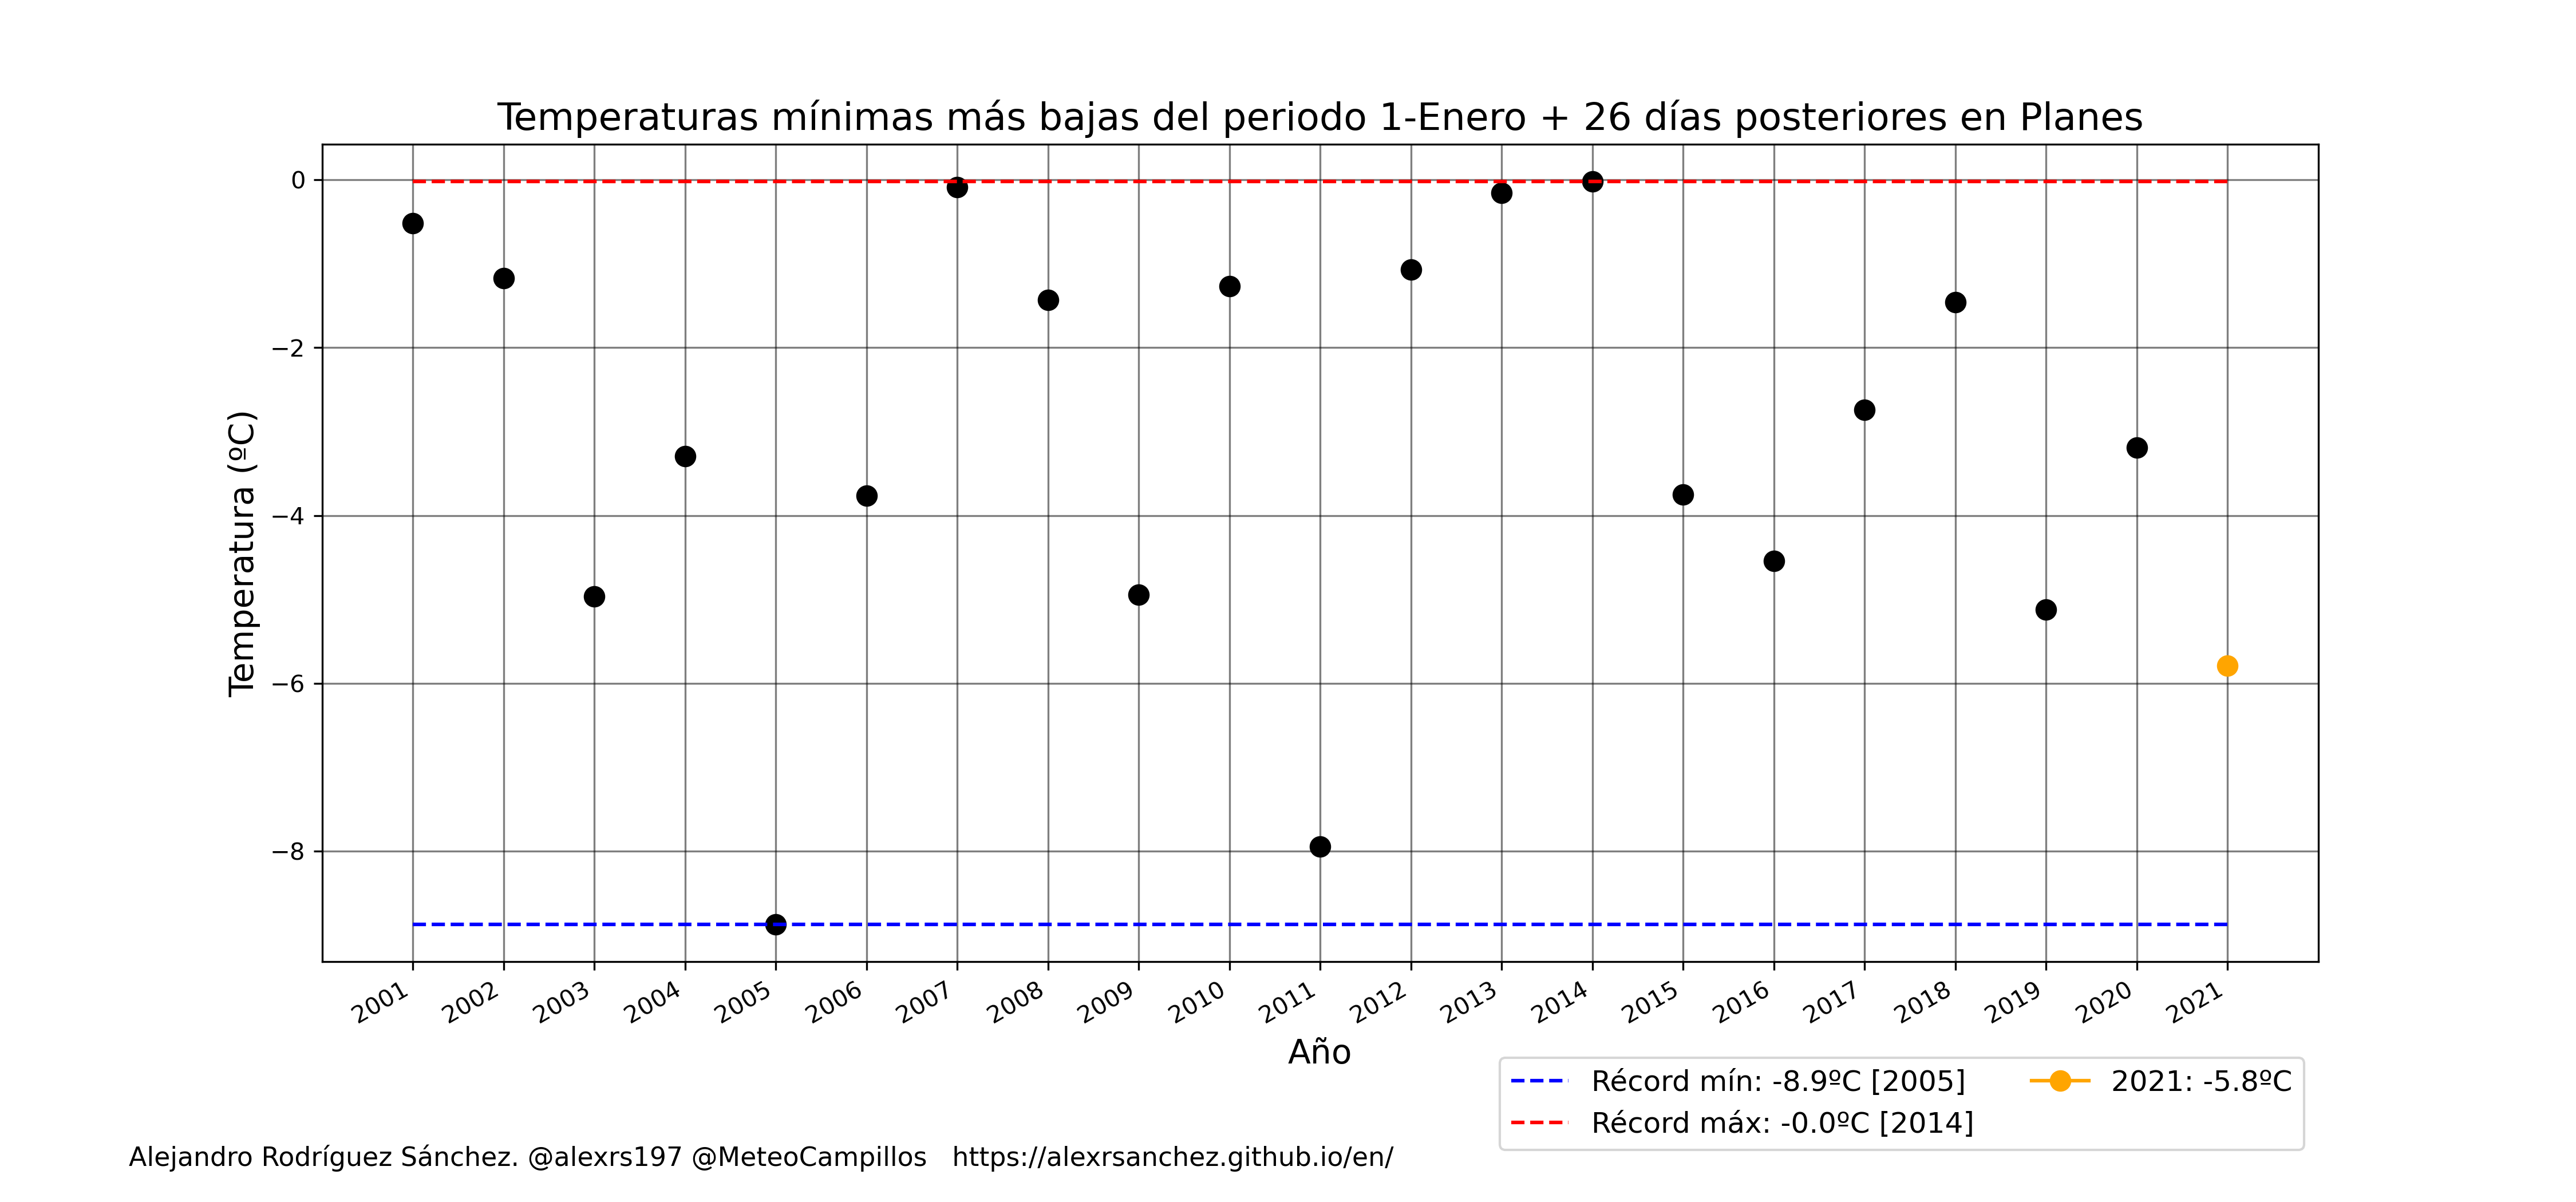 Temperaturas mínimas más bajas del periodo 1-Enero + 26 días posteriores en Planes
Temperatura (ºC)
0
−2
−4
−6
−8
2001 2002 2003 2004 2005 2006 2007 2008 2009 2010 2011 2012 2013 2014 2015 2016 2017 2018 2019 2020 2021
Año
Récord mín: -8.9ºC [2005]
Récord máx: -0.0ºC [2014]
2021: -5.8ºC
Alejandro Rodríguez Sánchez. @alexrs197 @MeteoCampillos https://alexrsanchez.github.io/en/